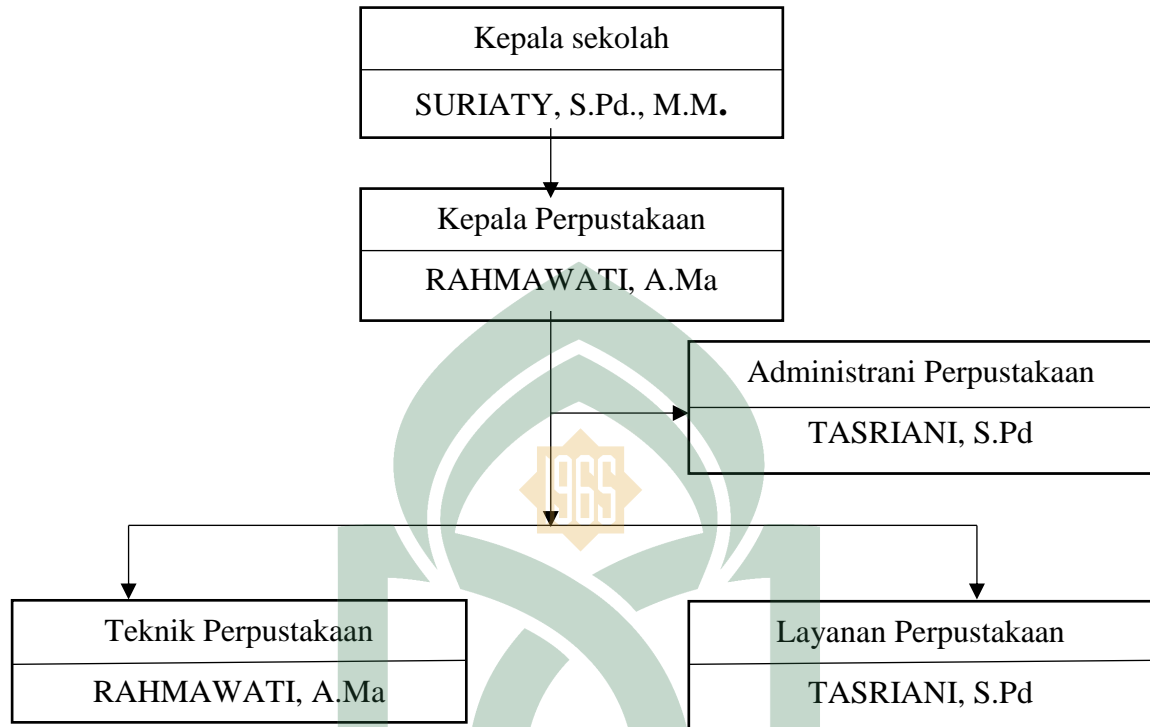 Kepala sekolah
SURIATY, S.Pd., M.M.
Kepala Perpustakaan
RAHMAWATI, A.Ma
Administrani Perpustakaan
TASRIANI, S.Pd
1965
Teknik Perpustakaan
Layanan Perpustakaan
RAHMAWATI, A.Ma
TASRIANI, S.Pd